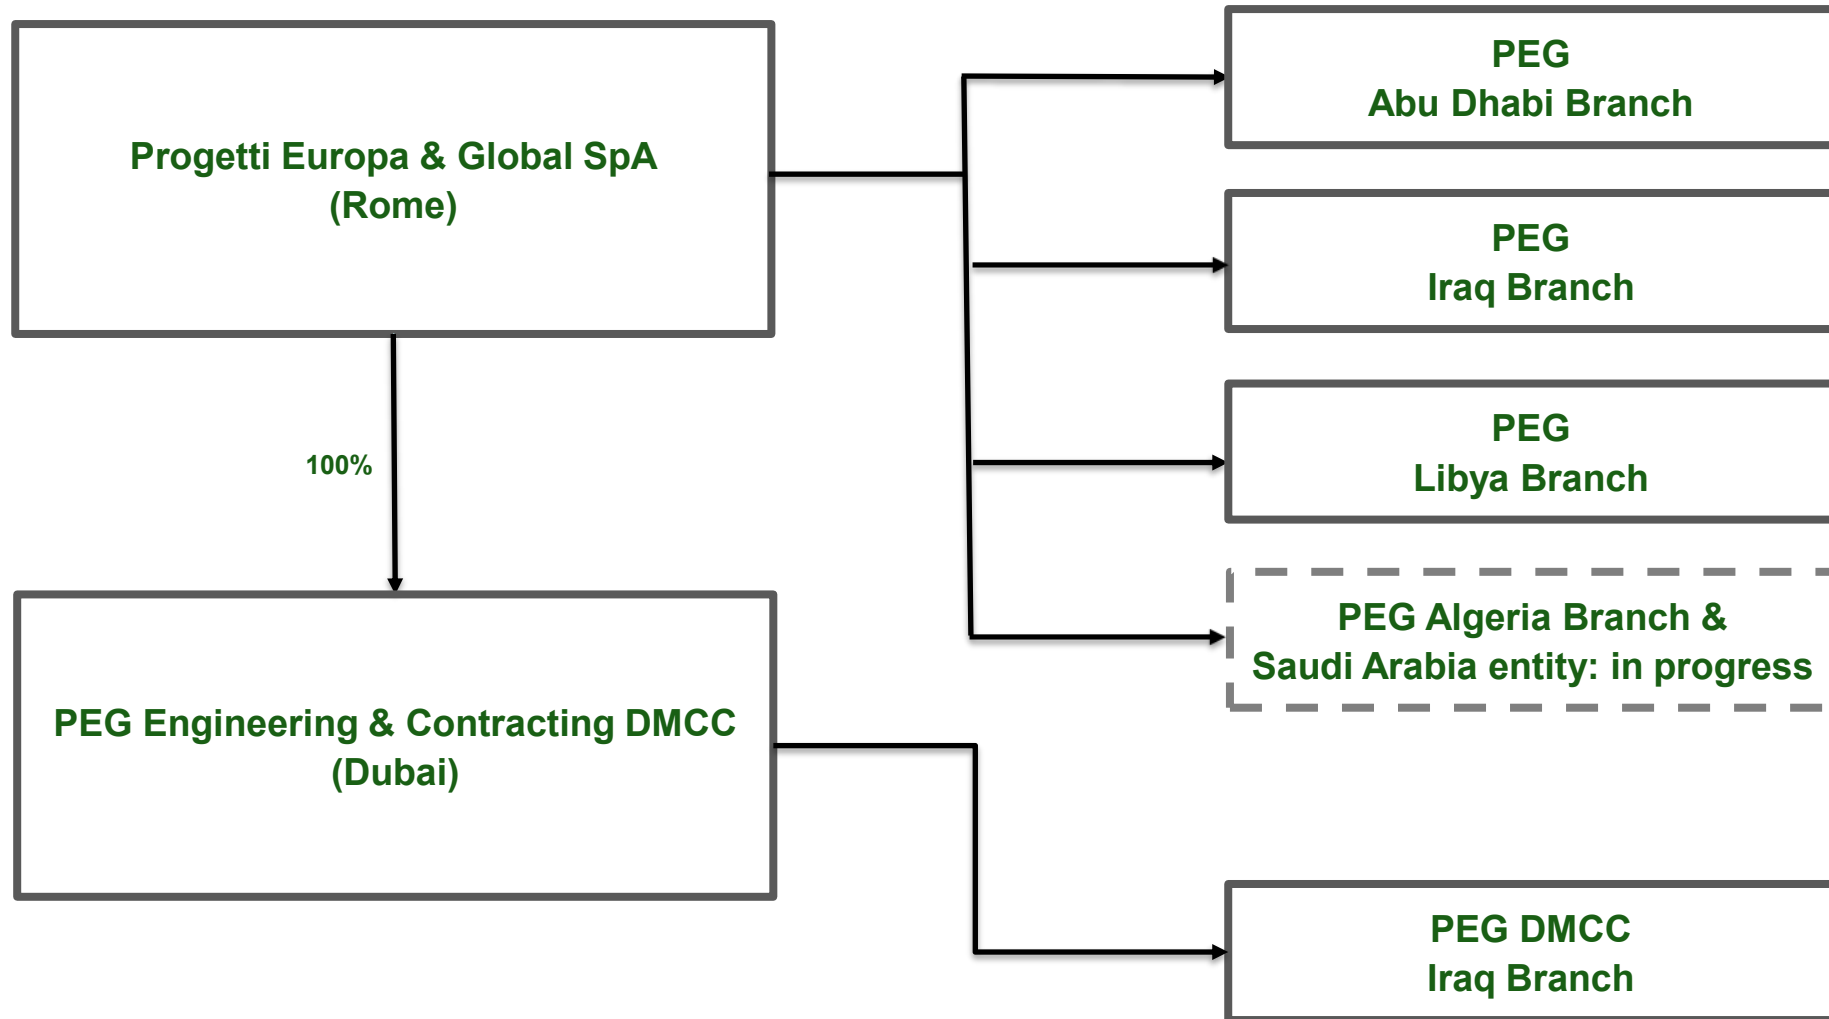 Progetti Europa & Global SpA
(Rome)
PEG
Abu Dhabi Branch
PEG
Iraq Branch
PEG
Libya Branch
100%
PEG Algeria Branch &
Saudi Arabia entity: in progress
PEG Engineering & Contracting DMCC
(Dubai)
PEG DMCC
Iraq Branch